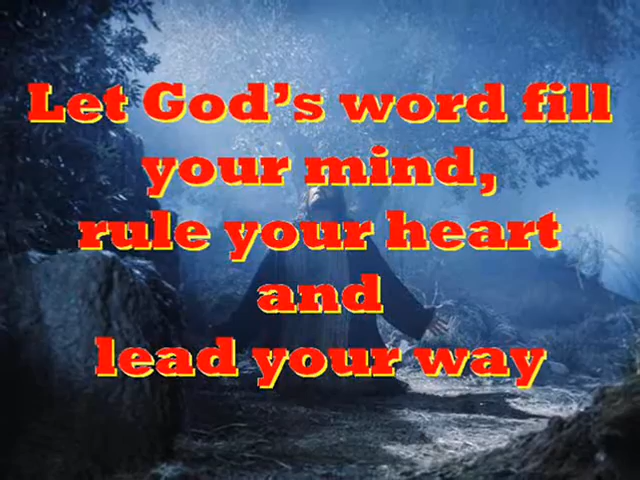 Let God’s word fill
your mind,
rule your heart
and
lead your way